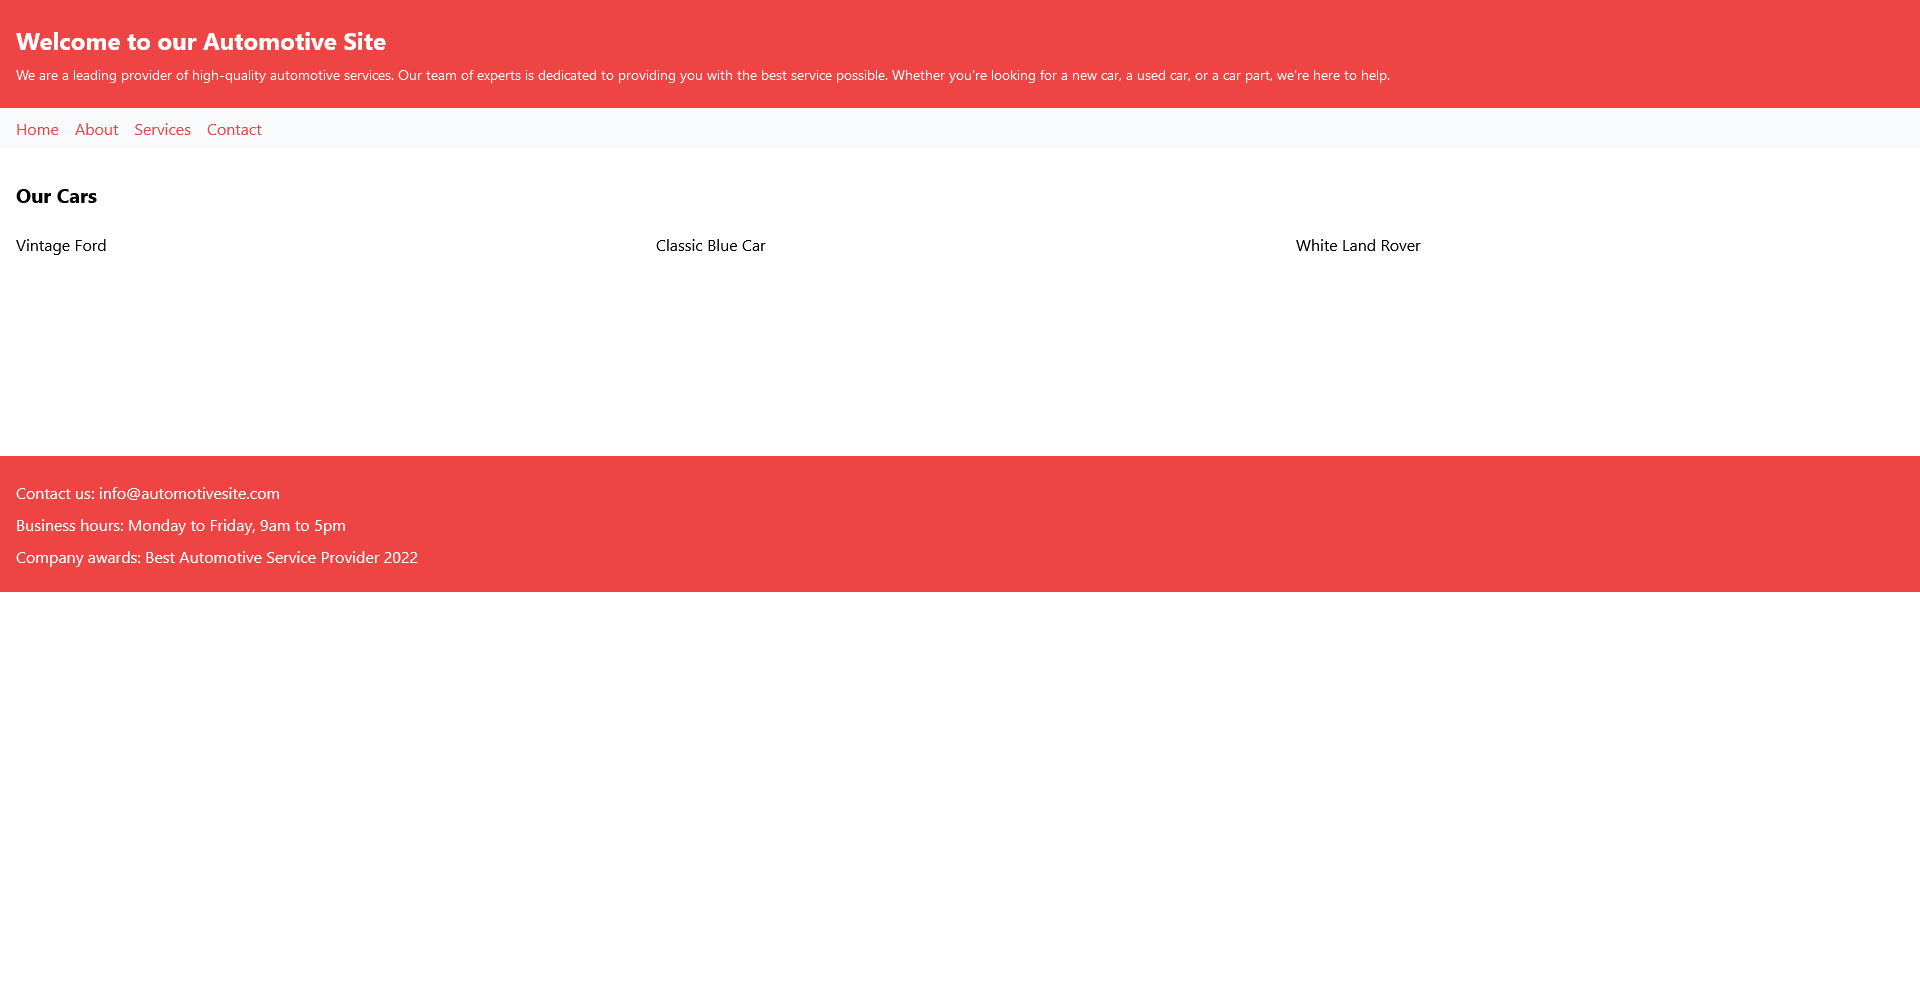 Welcome to our Automotive Site
We are a leading provider of high-quality automotive services. Our team of experts is dedicated to providing you with the best service possible. Whether you're looking for a new car, a used car, or a car part, we're here to help.
Home About Services Contact
Our Cars
Vintage Ford Classic Blue Car White Land Rover
Contact us: info@automotivesite.com
Business hours: Monday to Friday, 9am to 5pm
Company awards: Best Automotive Service Provider 2022